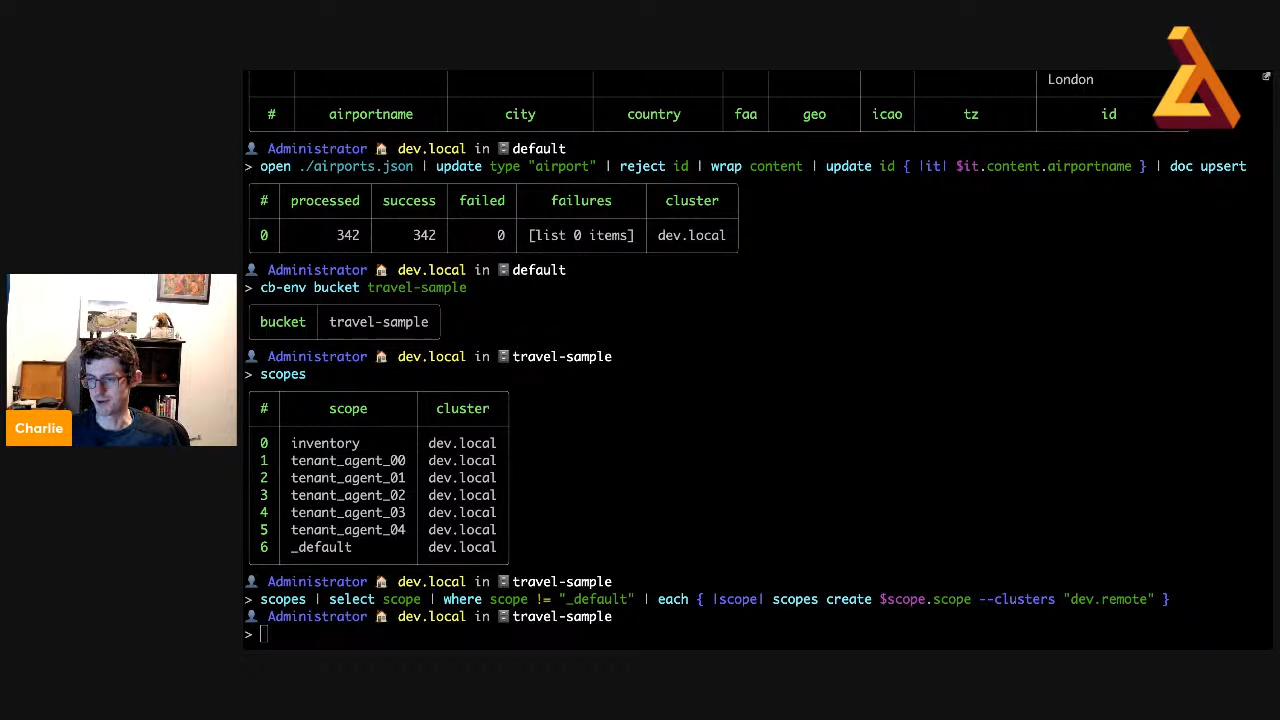 London
# airportname city country faa geo icao tz id
Administrator dev.local in default
> open ./airports.json | update type "airport" | reject id | wrap content | update id { |it| $it.content.airportname } | doc upsert
# processed success failed failures cluster
0 342 342 0 [list 0 items] dev.local
Administrator dev.local in default
> cb-env bucket travel-sample
bucket travel-sample
Administrator dev.local in travel-sample
> scopes
# scope cluster
0 inventory dev.local
1 tenant_agent_00 dev.local
2 tenant_agent_01 dev.local
3 tenant_agent_02 dev.local
4 tenant_agent_03 dev.local
5 tenant_agent_04 dev.local
6 _default dev.local
Administrator dev.local in travel-sample
> scopes | select scope | where scope != "_default" | each { |scope| scopes create $scope.scope --clusters "dev.remote" }
Administrator dev.local in travel-sample
>
Charlie